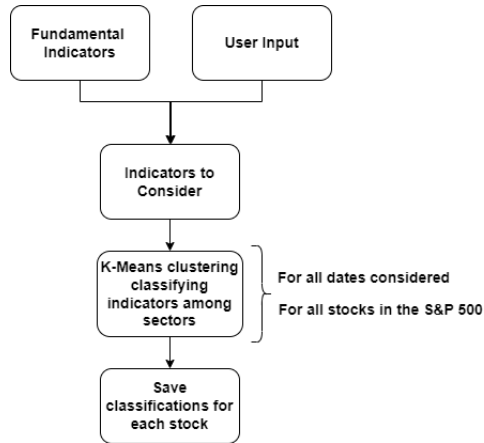 Fundamental
Indicators
User Input
Indicators to
Consider
K-Means clustering
classifying
indicators among
sectors
For all dates considered
For all stocks in the S&P 500
Save
classifications for
each stock